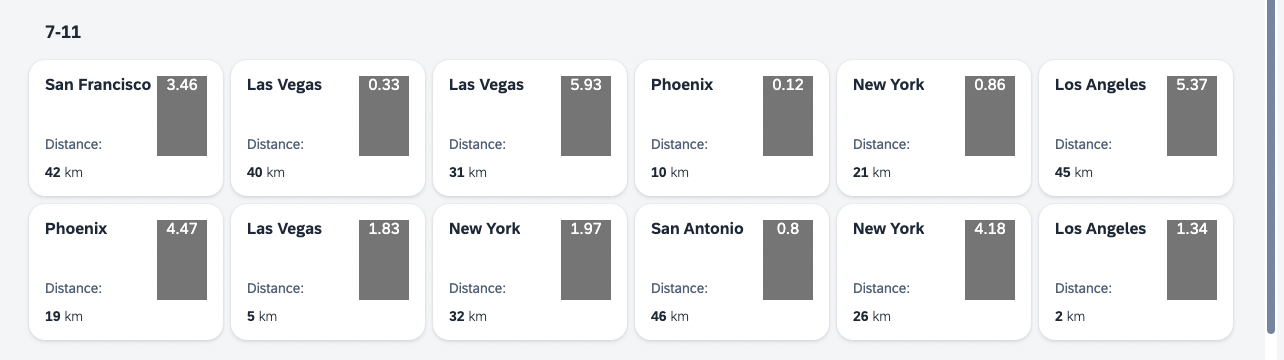 7-11
San Francisco 3.46
Distance:
42 km
Las Vegas 0.33
Distance:
40 km
Las Vegas 5.93
Distance:
31 km
Phoenix 0.12
Distance:
10 km
New York 0.86
Distance:
21 km
Los Angeles 5.37
Distance:
45 km
Phoenix 4.47
Distance:
19 km
Las Vegas 1.83
Distance:
5 km
New York 1.97
Distance:
32 km
San Antonio 0.8
Distance:
46 km
New York 4.18
Distance:
26 km
Los Angeles 1.34
Distance:
2 km